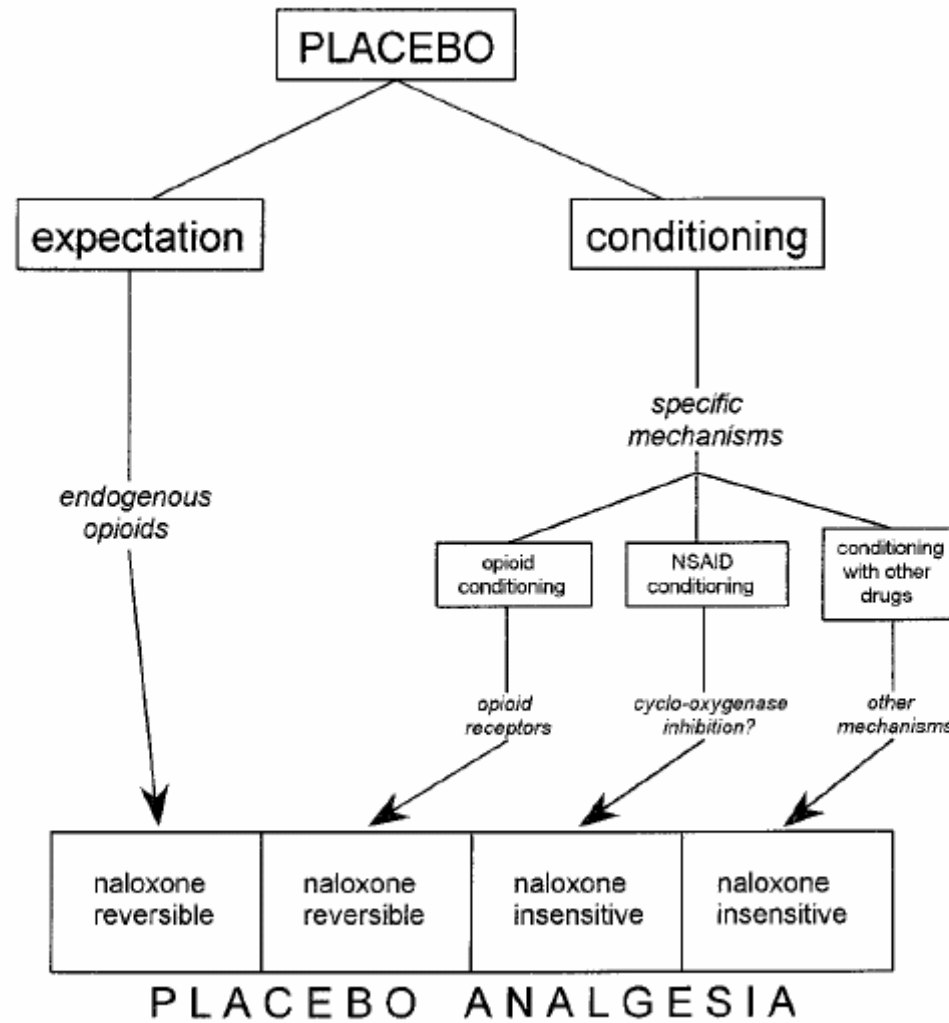 PLACEBO
expectation
conditioning
specific
mechanisms
endogenous
opioids
opioid
conditioning
NSAID
conditioning
conditioning
with other
drugs
opioid
receptors
cyclo-oxygenase
inhibition?
other
mechanisms
naloxone
reversible
naloxone
reversible
naloxone
insensitive
naloxone
insensitive
PLACEBO ANALGESIA